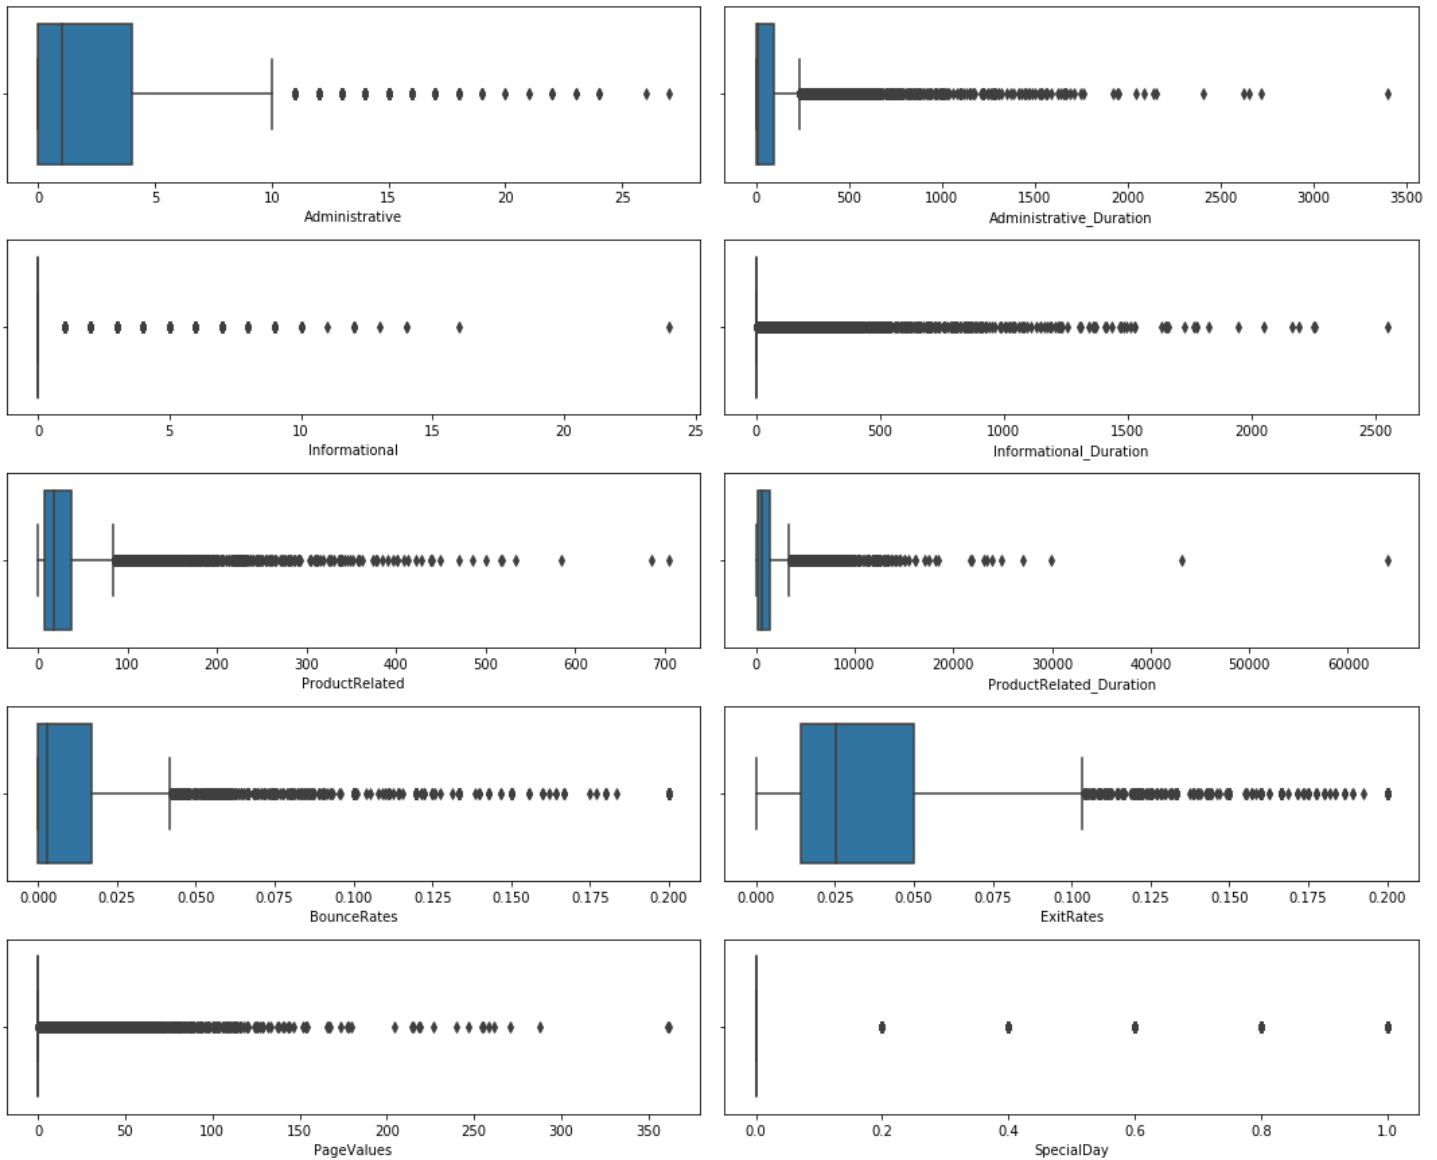 0 5 10 15 20 25
Administrative
0 500 1000 1500 2000 2500 3000 3500
Administrative_Duration
0 5 10 15 20 25
Informational
0 500 1000 1500 2000 2500
Informational_Duration
0 100 200 300 400 500 600 700
ProductRelated
0 10000 20000 30000 40000 50000 60000
ProductRelated_Duration
0.000 0.025 0.050 0.075 0.100 0.125 0.150 0.175 0.200
BounceRates
0.000 0.025 0.050 0.075 0.100 0.125 0.150 0.175 0.200
ExitRates
0 50 100 150 200 250 300 350
PageValues
0.0 0.2 0.4 0.6 0.8 1.0
SpecialDay